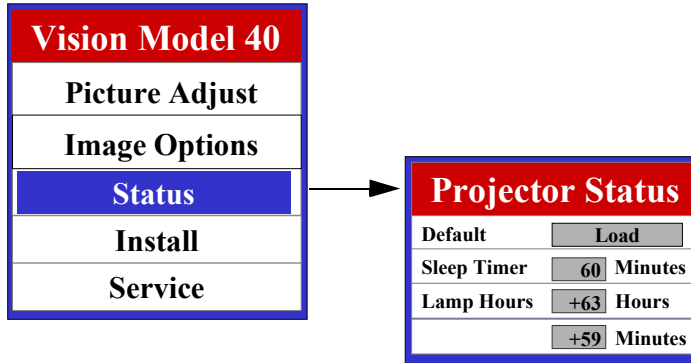 Vision Model 40
Picture Adjust
Image Options
Status
Install
Service
Projector Status
Default Load
Sleep Timer 60 Minutes
Lamp Hours +63 Hours
+59 Minutes